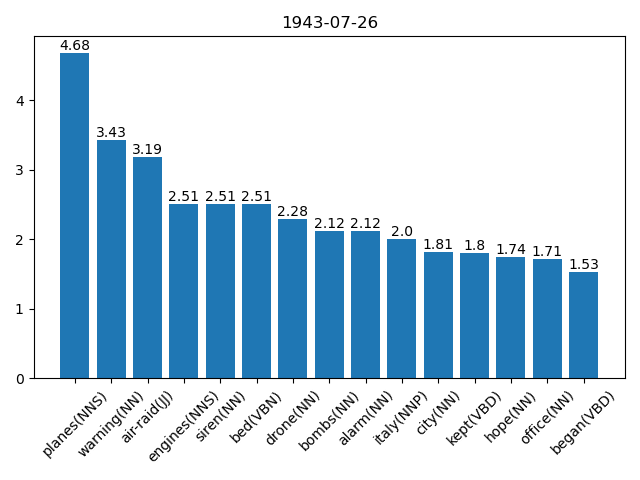 1943-07-26
4.68
3.43
3.19
2.51
2.51
2.51
2.28
2.12
2.12
2.0
1.81
1.8
1.74
1.71
1.53
4
3
2
1
0
planes(NNS)
warning(NN)
air-raid(JJ)
engines(NNS)
siren(NN)
bed(VBN)
drone(NN)
bombs(NN)
alarm(NN)
italy(NNP)
city(NN)
kept(VBD)
hope(NN)
office(NN)
began(VBD)